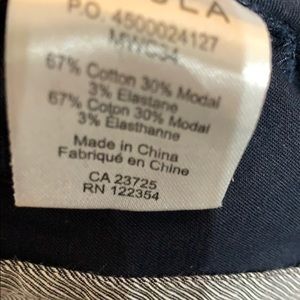 P.O. 4500024127
67% Cotton 30% Modal
3% Elastane
67% Coton 30% Modal
3% Élasthanne
Made in China
Fabriqué en Chine
CA 23725
RN 122354